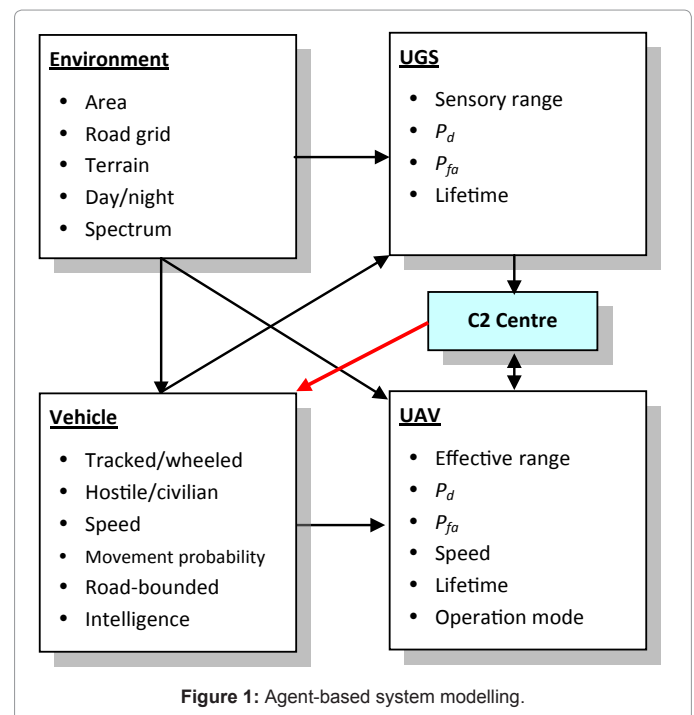 Environment
• Area
• Road grid
• Terrain
• Day/night
• Spectrum
UGS
• Sensory range
• Pd
• Pfa
• Lifetime
C2 Centre
Vehicle
• Tracked/wheeled
• Hostile/civilian
• Speed
• Movement probability
• Road-bounded
• Intelligence
UAV
• Effective range
• Pd
• Pfa
• Speed
• Lifetime
• Operation mode
Figure 1: Agent-based system modelling.